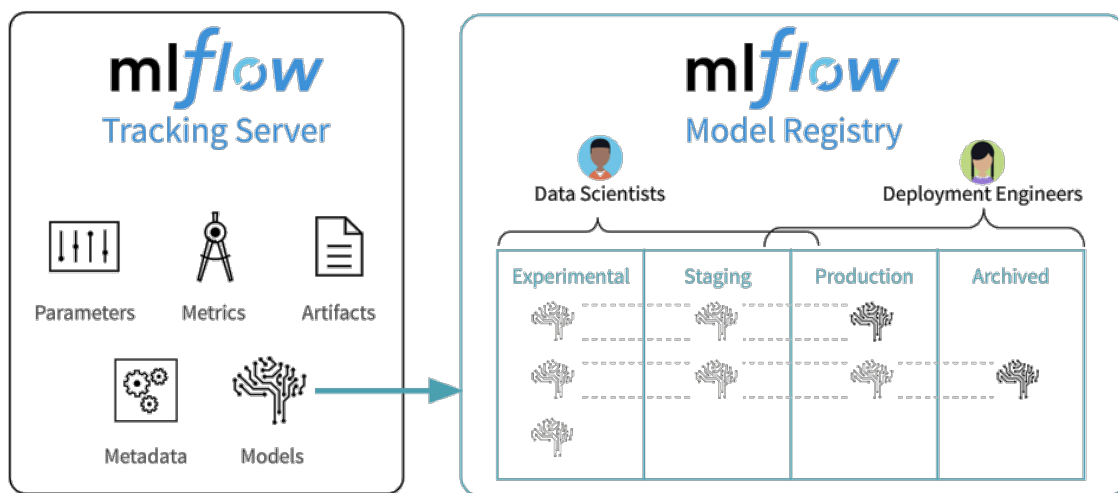 mlflow
Tracking Server
Parameters
Metrics
Artifacts
Metadata
Models
mlflow
Model Registry
Data Scientists
Deployment Engineers
Experimental
Staging
Production
Archived